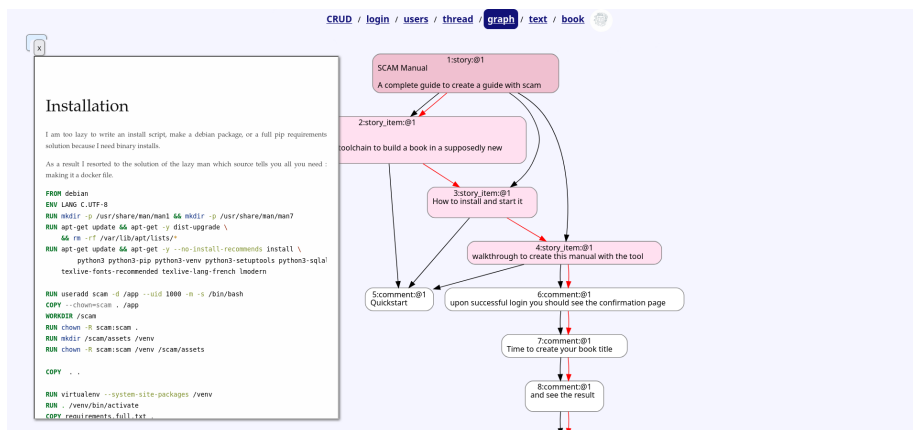 CRUD / login / users / thread / graph / text / book
x
Installation
I am too lazy to write an install script, make a debian package, or a full pip requirements
solution because I need binary installs.
As a result I resorted to the solution of the lazy man which source tells you all you need :
making it a docker file.
FROM debian
ENV LANG C.UTF-8
RUN mkdir -p /usr/share/man/man1 && mkdir -p /usr/share/man/man7
RUN apt-get update && apt-get -y dist-upgrade \
&& rm -rf /var/lib/apt/lists/*
RUN apt-get update && apt-get -y --no-install-recommends install \
python3 python3-pip python3-venv python3-setuptools python3-sqlal
texlive-fonts-recommended texlive-lang-french lmodern
RUN useradd scam -d /app --uid 1000 -m -s /bin/bash
COPY --chown=scam . /app
WORKDIR /scam
RUN chown -R scam:scam .
RUN mkdir /scam/assets /venv
RUN chown -R scam:scam /venv /scam/assets
COPY . .
RUN virtualenv --system-site-packages /venv
RUN . /venv/bin/activate
COPY requirements.full.txt .
1:story:@1
SCAM Manual
A complete guide to create a guide with scam
2:story_item:@1
toolchain to build a book in a supposedly new
3:story_item:@1
How to install and start it
4:story_item:@1
walkthrough to create this manual with the tool
5:comment:@1
Quickstart
6:comment:@1
upon successful login you should see the confirmation page
7:comment:@1
Time to create your book title
8:comment:@1
and see the result